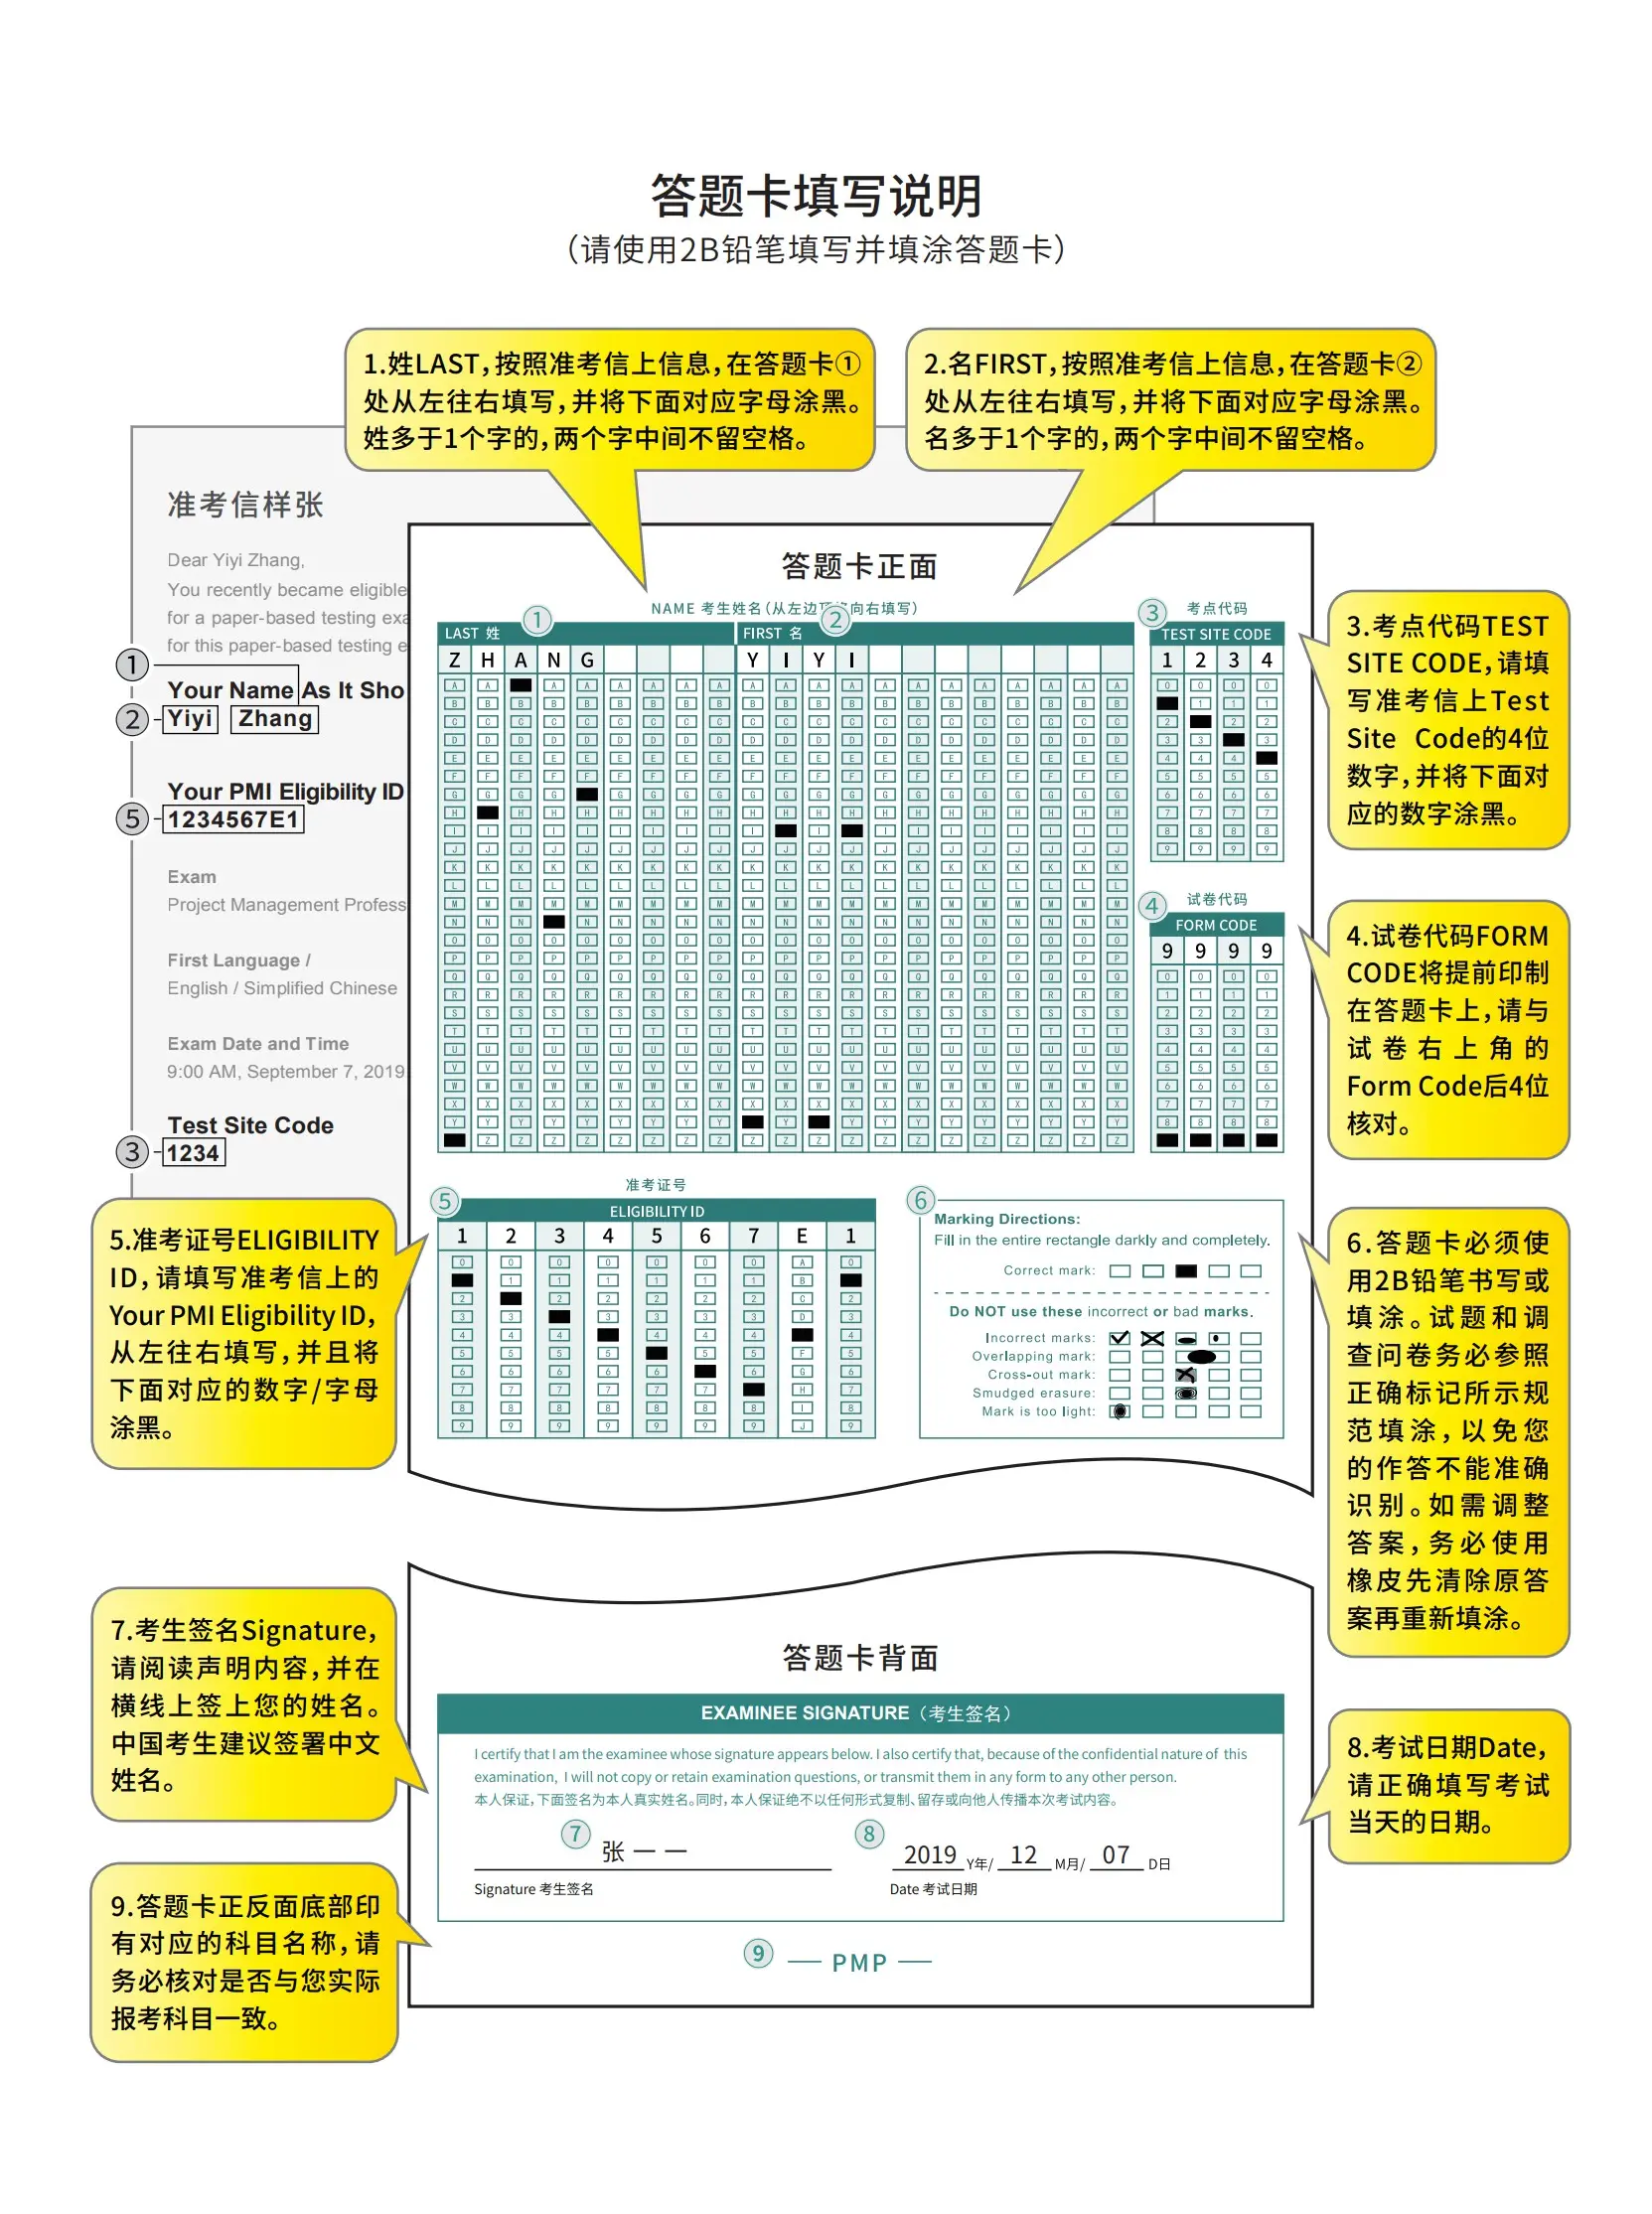 答题卡填写说明
（请使用2B铅笔填写并填涂答题卡）
1.姓LAST，按照准考信上信息，在答题卡①
处从左往右填写，并将下面对应字母涂黑。
姓多于1个字的，两个字中间不留空格。
2.名FIRST，按照准考信上信息，在答题卡②
处从左往右填写，并将下面对应字母涂黑。
名多于1个字的，两个字中间不留空格。
准考信样张
Dear Yiyi Zhang,
You recently became eligible
for a paper-based testing exa
for this paper-based testing e
①
Your Name As It Sho
② Yiyi Zhang
Your PMI Eligibility ID
⑤ 1234567E1
Exam
Project Management Profess
First Language /
English / Simplified Chinese
Exam Date and Time
9:00 AM, September 7, 2019
Test Site Code
③ 1234
答题卡正面
NAME 考生姓名（从左边顶格向右填写）
① ②
LAST 姓 FIRST 名
Z H A N G Y I Y I
③ 考点代码
TEST SITE CODE
1 2 3 4
④ 试卷代码
FORM CODE
9 9 9 9
准考证号
⑤ ELIGIBILITY ID
1 2 3 4 5 6 7 E 1
⑥
Marking Directions:
Fill in the entire rectangle darkly and completely.
Correct mark:
Do NOT use these incorrect or bad marks.
Incorrect marks:
Overlapping mark:
Cross-out mark:
Smudged erasure:
Mark is too light:
3.考点代码TEST
SITE CODE，请填
写准考信上Test
Site Code的4位
数字，并将下面对
应的数字涂黑。
4.试卷代码FORM
CODE将提前印制
在答题卡上，请与
试卷右上角的
Form Code后4位
核对。
5.准考证号ELIGIBILITY
ID，请填写准考信上的
Your PMI Eligibility ID，
从左往右填写，并且将
下面对应的数字/字母
涂黑。
6.答题卡必须使
用2B铅笔书写或
填涂。试题和调
查问卷务必参照
正确标记所示规
范填涂，以免您
的作答不能准确
识别。如需调整
答案，务必使用
橡皮先清除原答
案再重新填涂。
7.考生签名Signature，
请阅读声明内容，并在
横线上签上您的姓名。
中国考生建议签署中文
姓名。
答题卡背面
EXAMINEE SIGNATURE（考生签名）
I certify that I am the examinee whose signature appears below. I also certify that, because of the confidential nature of this
examination, I will not copy or retain examination questions, or transmit them in any form to any other person.
本人保证，下面签名为本人真实姓名。同时，本人保证绝不以任何形式复制、留存或向他人传播本次考试内容。
⑦ 张一一
⑧ 2019 Y年/ 12 M月/ 07 D日
Signature 考生签名
Date 考试日期
⑨ — PMP —
8.考试日期Date，
请正确填写考试
当天的日期。
9.答题卡正反面底部印
有对应的科目名称，请
务必核对是否与您实际
报考科目一致。